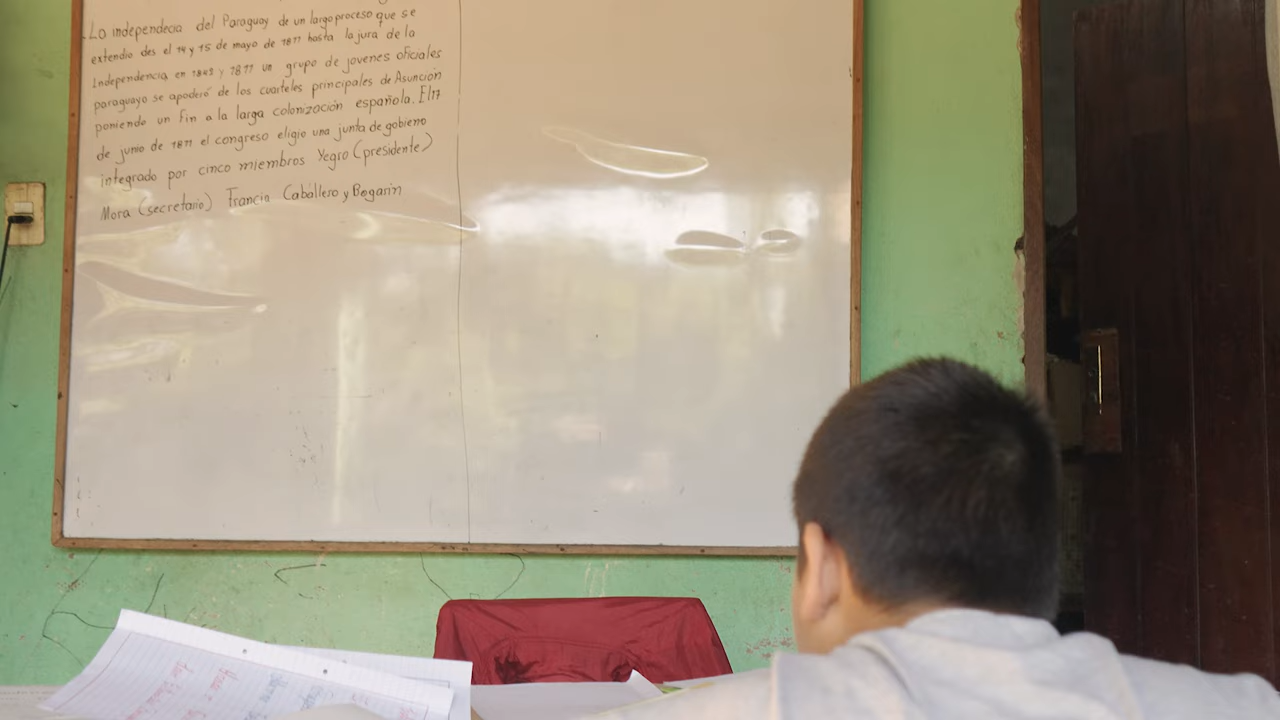 La independecia del Paraguay de un largo proceso que se
extendio des el 14 y 15 de mayo de 1811 hasta la jura de la
Independencia en 1842 y 1811 un grupo de jovenes oficiales
paraguayo se apoderó de los cuarteles principales de Asunción
poniendo un fin a la larga colonización española. El 17
de junio de 1811 el congreso eligio una junta de gobieno
integrado por cinco miembros Yegro (presidente)
Mora (secretario) Francia Caballero y Bogarin